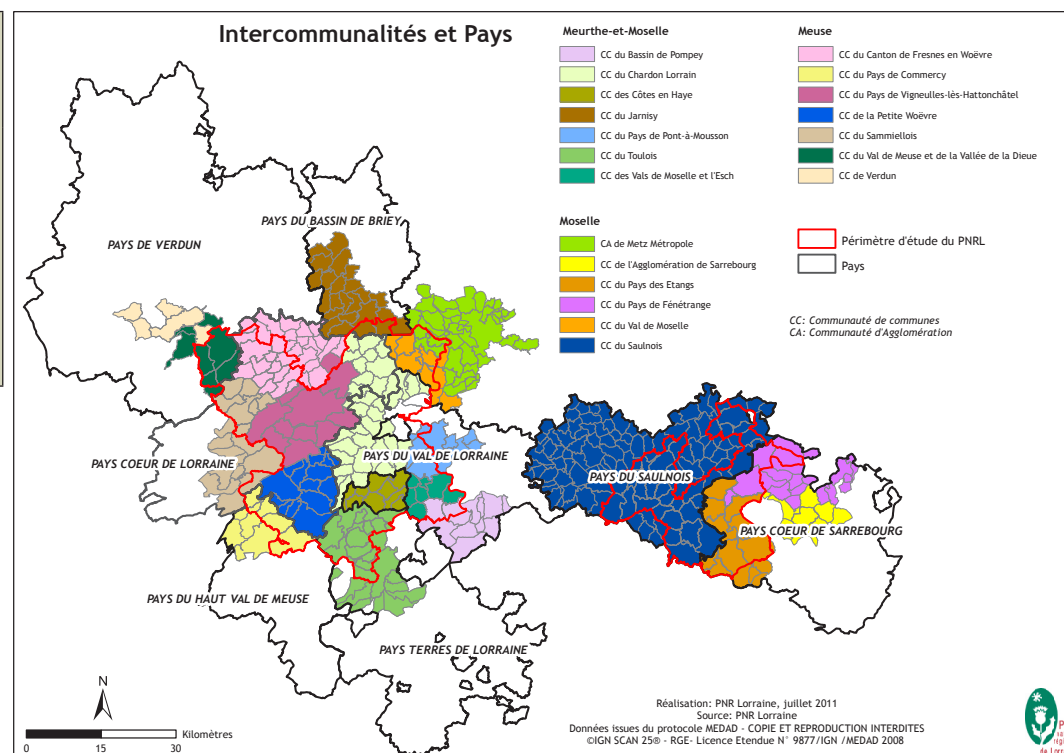 Intercommunalités et Pays
Meurthe-et-Moselle
CC du Bassin de Pompey
CC du Chardon Lorrain
CC des Côtes en Haye
CC du Jarnisy
CC du Pays de Pont-à-Mousson
CC du Toulois
CC des Vals de Moselle et l'Esch
Meuse
CC du Canton de Fresnes en Woëvre
CC du Pays de Commercy
CC du Pays de Vigneulles-lès-Hattonchâtel
CC de la Petite Woëvre
CC du Sammiellois
CC du Val de Meuse et de la Vallée de la Dieue
CC de Verdun
Moselle
CA de Metz Métropole
CC de l'Agglomération de Sarrebourg
CC du Pays des Etangs
CC du Pays de Fénétrange
CC du Val de Moselle
CC du Saulnois
Périmètre d'étude du PNRL
Pays
CC: Communauté de communes
CA: Communauté d'Agglomération
PAYS DU BASSIN DE BRIEY
PAYS DE VERDUN
PAYS COEUR DE LORRAINE
PAYS DU VAL DE LORRAINE
PAYS DU SAULNOIS
PAYS COEUR DE SARREBOURG
PAYS DU HAUT VAL DE MEUSE
PAYS TERRES DE LORRAINE
N
Kilomètres
0 15 30
Réalisation: PNR Lorraine, juillet 2011
Source: PNR Lorraine
Données issues du protocole MEDAD - COPIE ET REPRODUCTION INTERDITES
©IGN SCAN 25® - RGE- Licence Etendue N° 9877/IGN /MEDAD 2008